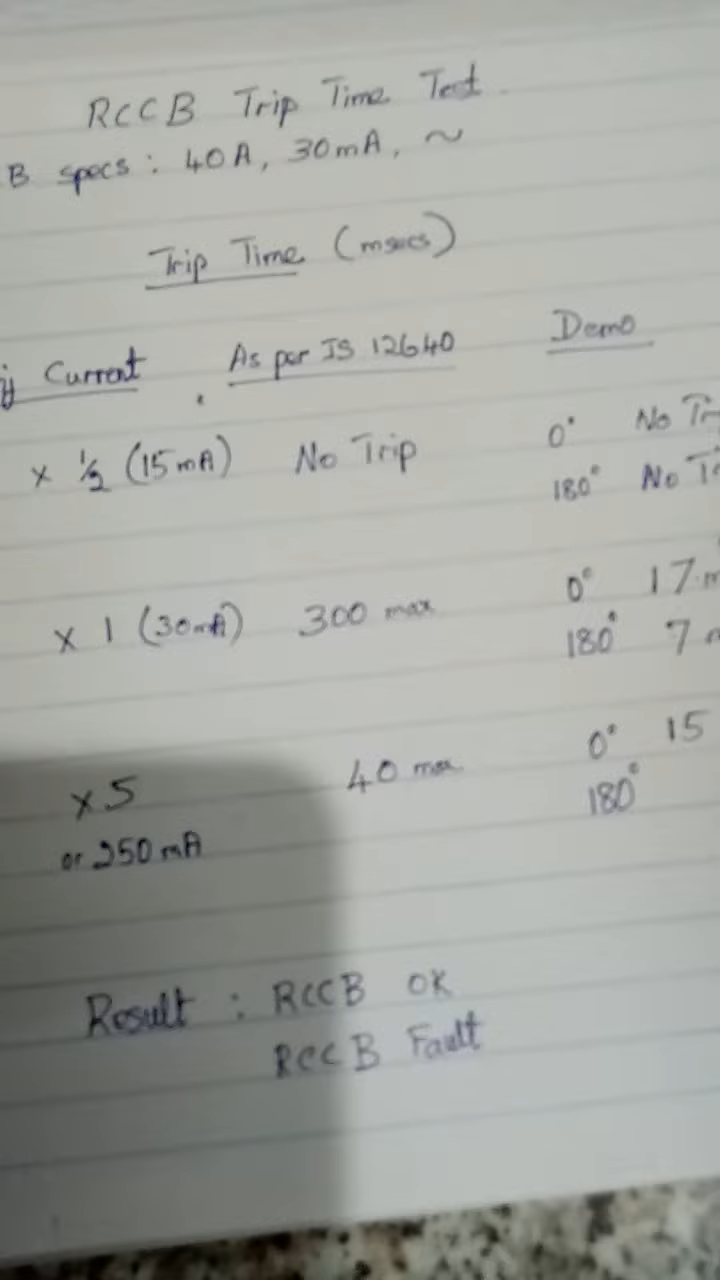 RCCB Trip Time Test
B specs : 40A, 30mA, ~
Trip Time (msecs)
Current As per IS 12640 Demo
x 1/2 (15mA) No Trip 0° No Tr
180° No Tr
x 1 (30mA) 300 max 0° 17 m
180° 7
x5 40 max 0° 15
or 250 mA 180°
Result : RCCB OK
RCCB Fault